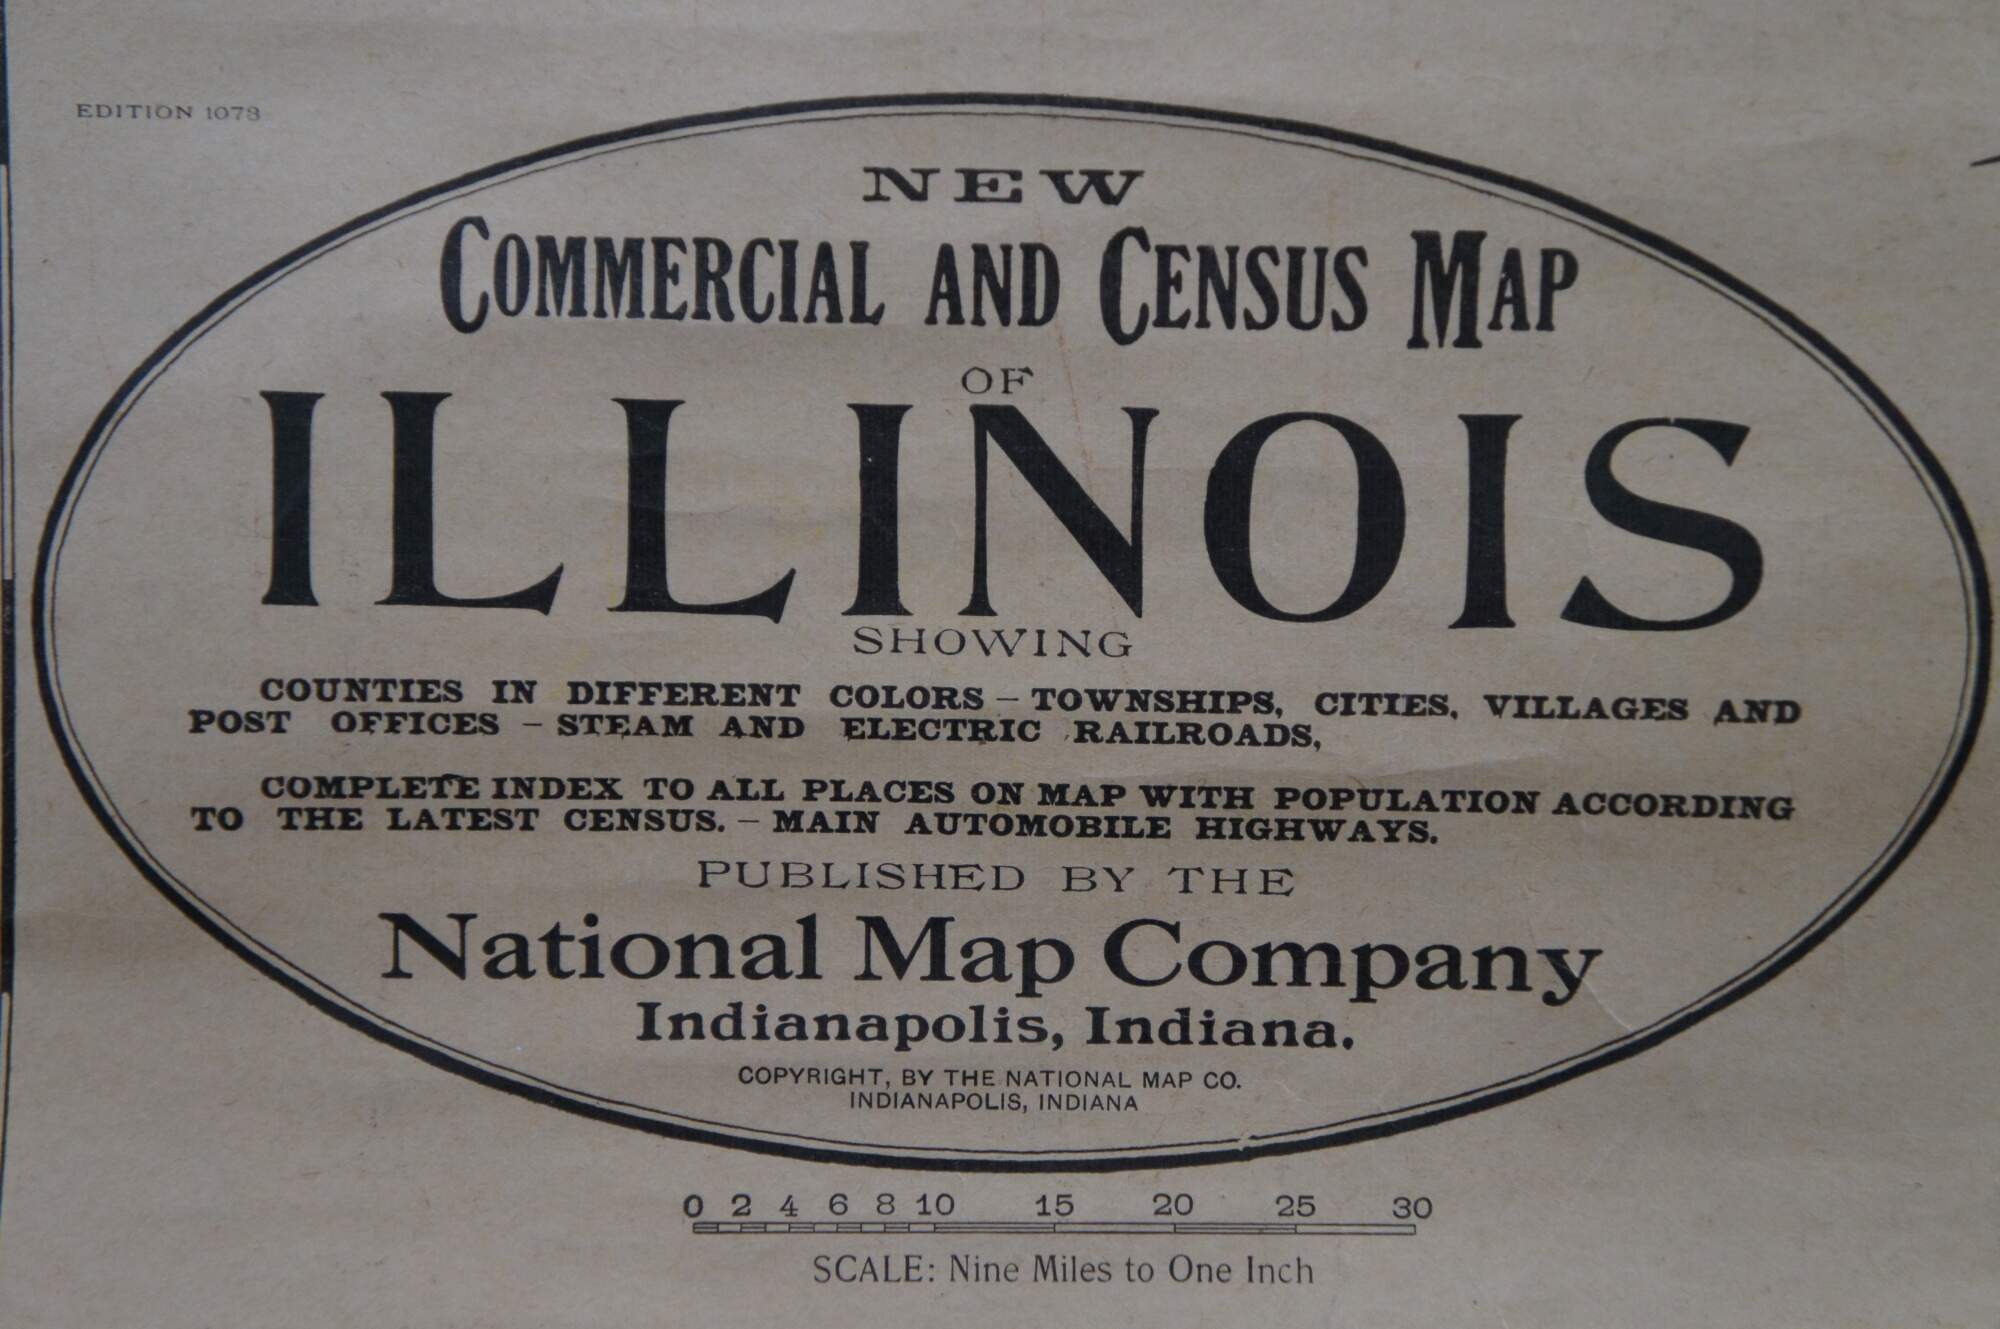 EDITION 1073
NEW
COMMERCIAL AND CENSUS MAP
OF
ILLINOIS
SHOWING
COUNTIES IN DIFFERENT COLORS – TOWNSHIPS, CITIES, VILLAGES AND
POST OFFICES – STEAM AND ELECTRIC RAILROADS,
COMPLETE INDEX TO ALL PLACES ON MAP WITH POPULATION ACCORDING
TO THE LATEST CENSUS. – MAIN AUTOMOBILE HIGHWAYS.
PUBLISHED BY THE
National Map Company
Indianapolis, Indiana.
COPYRIGHT, BY THE NATIONAL MAP CO.
INDIANAPOLIS, INDIANA
0 2 4 6 8 10 15 20 25 30
SCALE: Nine Miles to One Inch